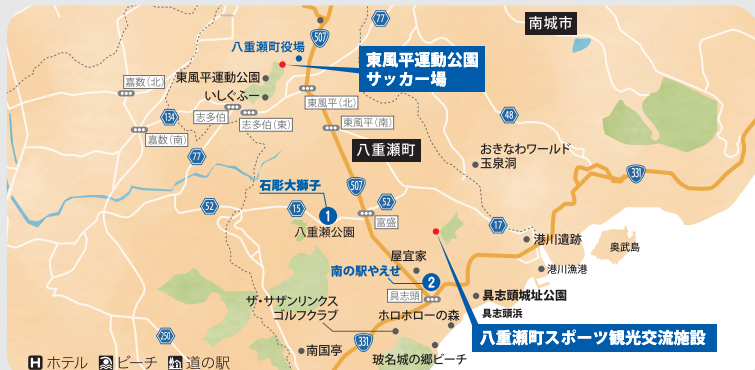 77
南城市
507
八重瀬町役場
東風平運動公園
サッカー場
東風平運動公園
嘉数(北)
いしぐふー
東風平(北)
134
志多伯
志多伯(東)
東風平(南)
48
嘉数(南)
八重瀬町
おきなわワールド
玉泉洞
77
331
石彫大獅子
507
52
15
52
1
富盛
17
八重瀬公園
港川遺跡
奥武島
屋宜家
南の駅やえせ
2
港川漁港
具志頭
具志頭城址公園
ザ・サザンリンクス
ゴルフクラブ
ホロホローの森
具志頭浜
250
331
八重瀬町スポーツ観光交流施設
南国亭
玻名城の郷ビーチ
H ホテル ビーチ 道の駅